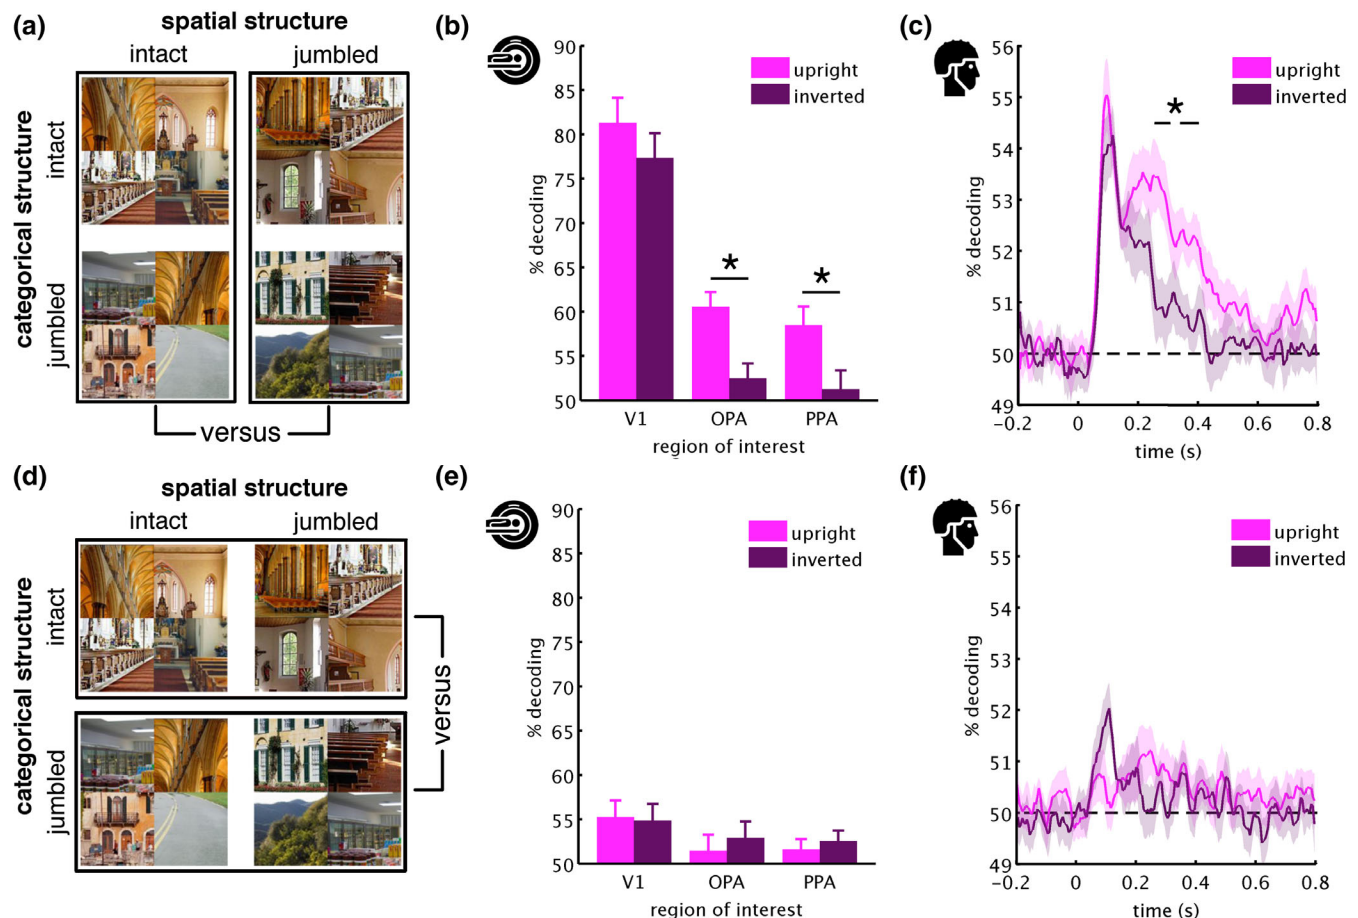 (a)
spatial structure
intact
jumbled
categorical structure
intact
jumbled
versus
(b)
90
85
80
75
70
65
60
55
50
% decoding
upright
inverted
*
*
V1
OPA
PPA
region of interest
(c)
56
55
54
53
52
51
50
49
% decoding
upright
inverted
*
-0.2
0
0.2
0.4
0.6
0.8
time (s)
(d)
spatial structure
intact
jumbled
categorical structure
intact
jumbled
versus
(e)
90
85
80
75
70
65
60
55
50
% decoding
upright
inverted
V1
OPA
PPA
region of interest
(f)
56
55
54
53
52
51
50
49
% decoding
upright
inverted
-0.2
0
0.2
0.4
0.6
0.8
time (s)